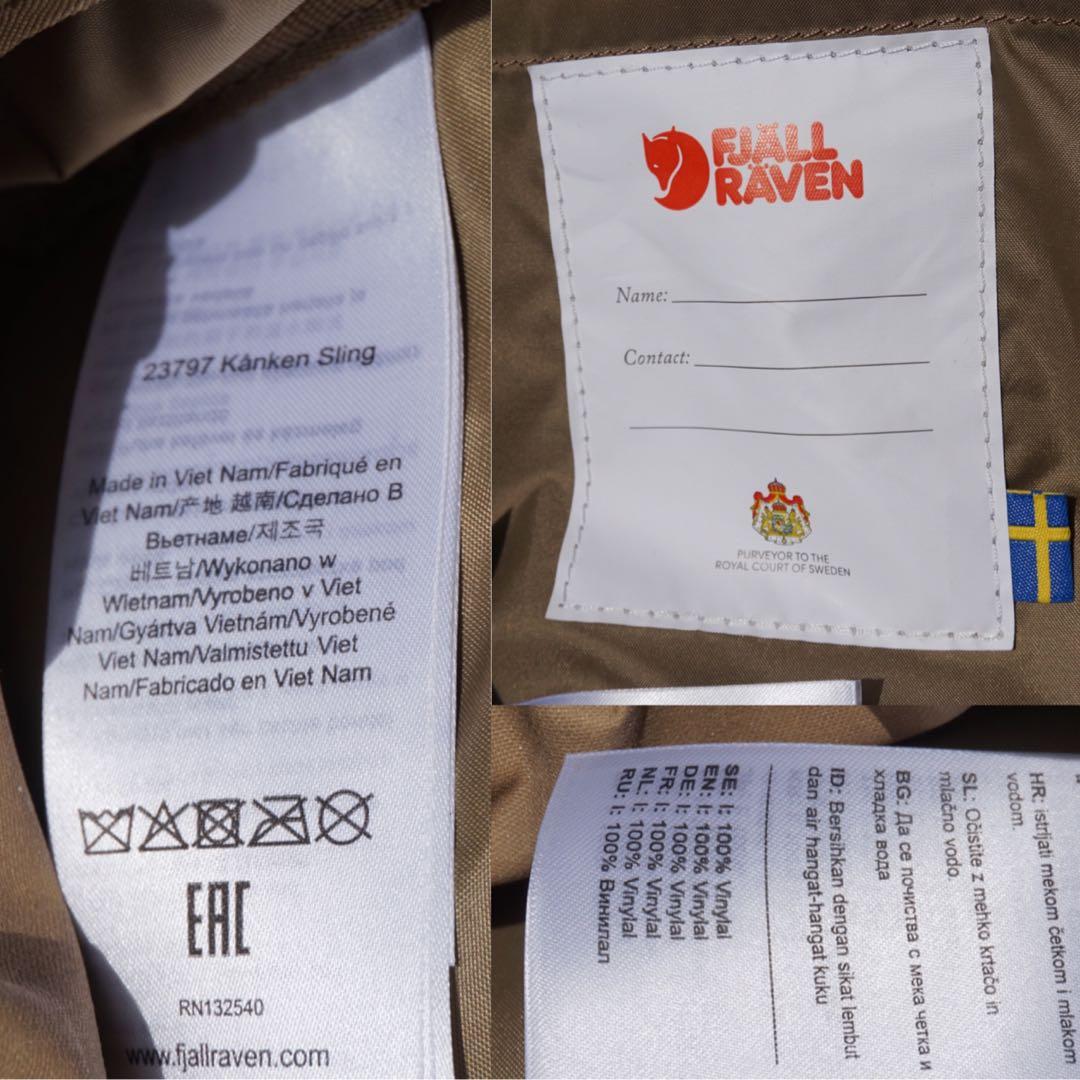 23797 Kånken Sling
Made in Viet Nam/Fabriqué en
Viet Nam/产地 越南/Сделано В
Вьетнаме/제조국
베트남/Wykonano w
Wietnam/Vyrobeno v Viet
Nam/Gyártva Vietnám/Vyrobené
Viet Nam/Valmistettu Viet
Nam/Fabricado en Viet Nam
EAC
RN132540
www.fjallraven.com
FJÄLL
RÄVEN
Name:
Contact:
PURVEYOR TO THE
ROYAL COURT OF SWEDEN
HR: istrljati mekom četkom i mlakom
vodom.
SL: Očistite z mehko krtačo in
mlačno vodo.
BG: Да се почиства с мека четка и
хладка вода
ID: Bersihkan dengan sikat lembut
dan air hangat-hangat kuku
SE: I: 100% Vinylal
EN: I: 100% Vinylal
DE: I: 100% Vinylal
FR: I: 100% Vinylal
NL: I: 100% Vinylal
RU: I: 100% Винилал